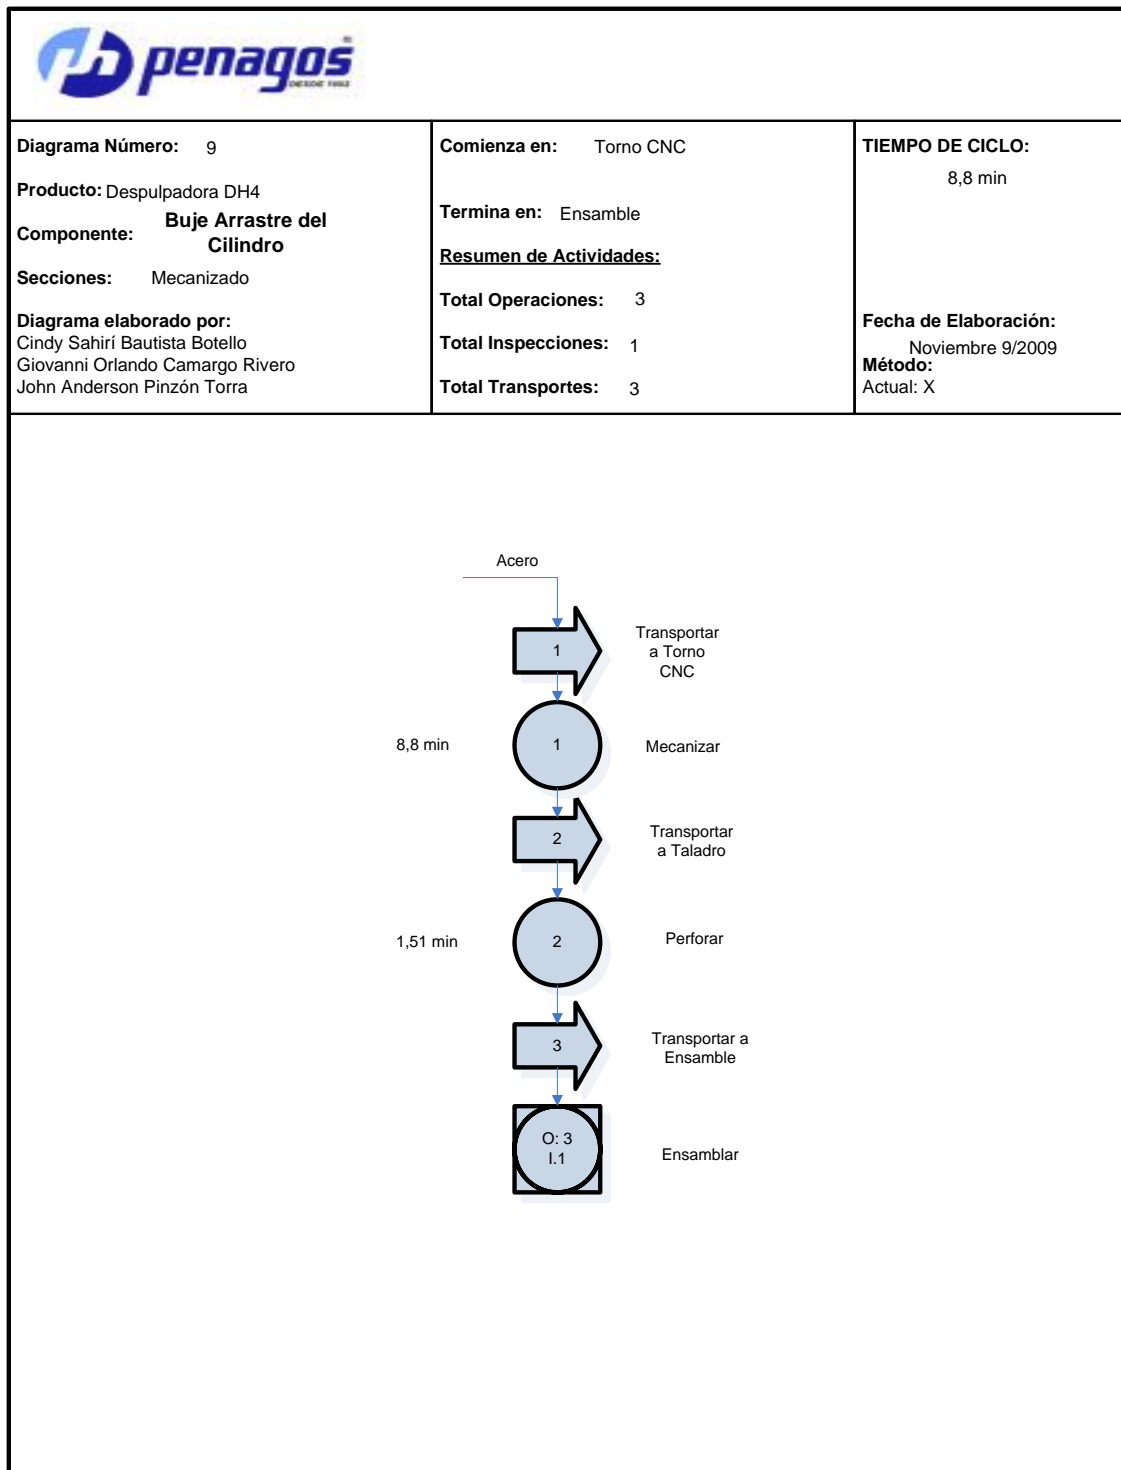 penagos
DESDE 1892
Diagrama Número: 9
Producto: Despulpadora DH4
Componente: Buje Arrastre del
Cilindro
Secciones: Mecanizado
Diagrama elaborado por:
Cindy Sahirí Bautista Botello
Giovanni Orlando Camargo Rivero
John Anderson Pinzón Torra
Comienza en: Torno CNC
Termina en: Ensamble
Resumen de Actividades:
Total Operaciones: 3
Total Inspecciones: 1
Total Transportes: 3
TIEMPO DE CICLO:
8,8 min
Fecha de Elaboración:
Noviembre 9/2009
Método:
Actual: X
Acero
1
Transportar
a Torno
CNC
8,8 min
1
Mecanizar
2
Transportar
a Taladro
1,51 min
2
Perforar
3
Transportar a
Ensamble
O: 3
I.1
Ensamblar